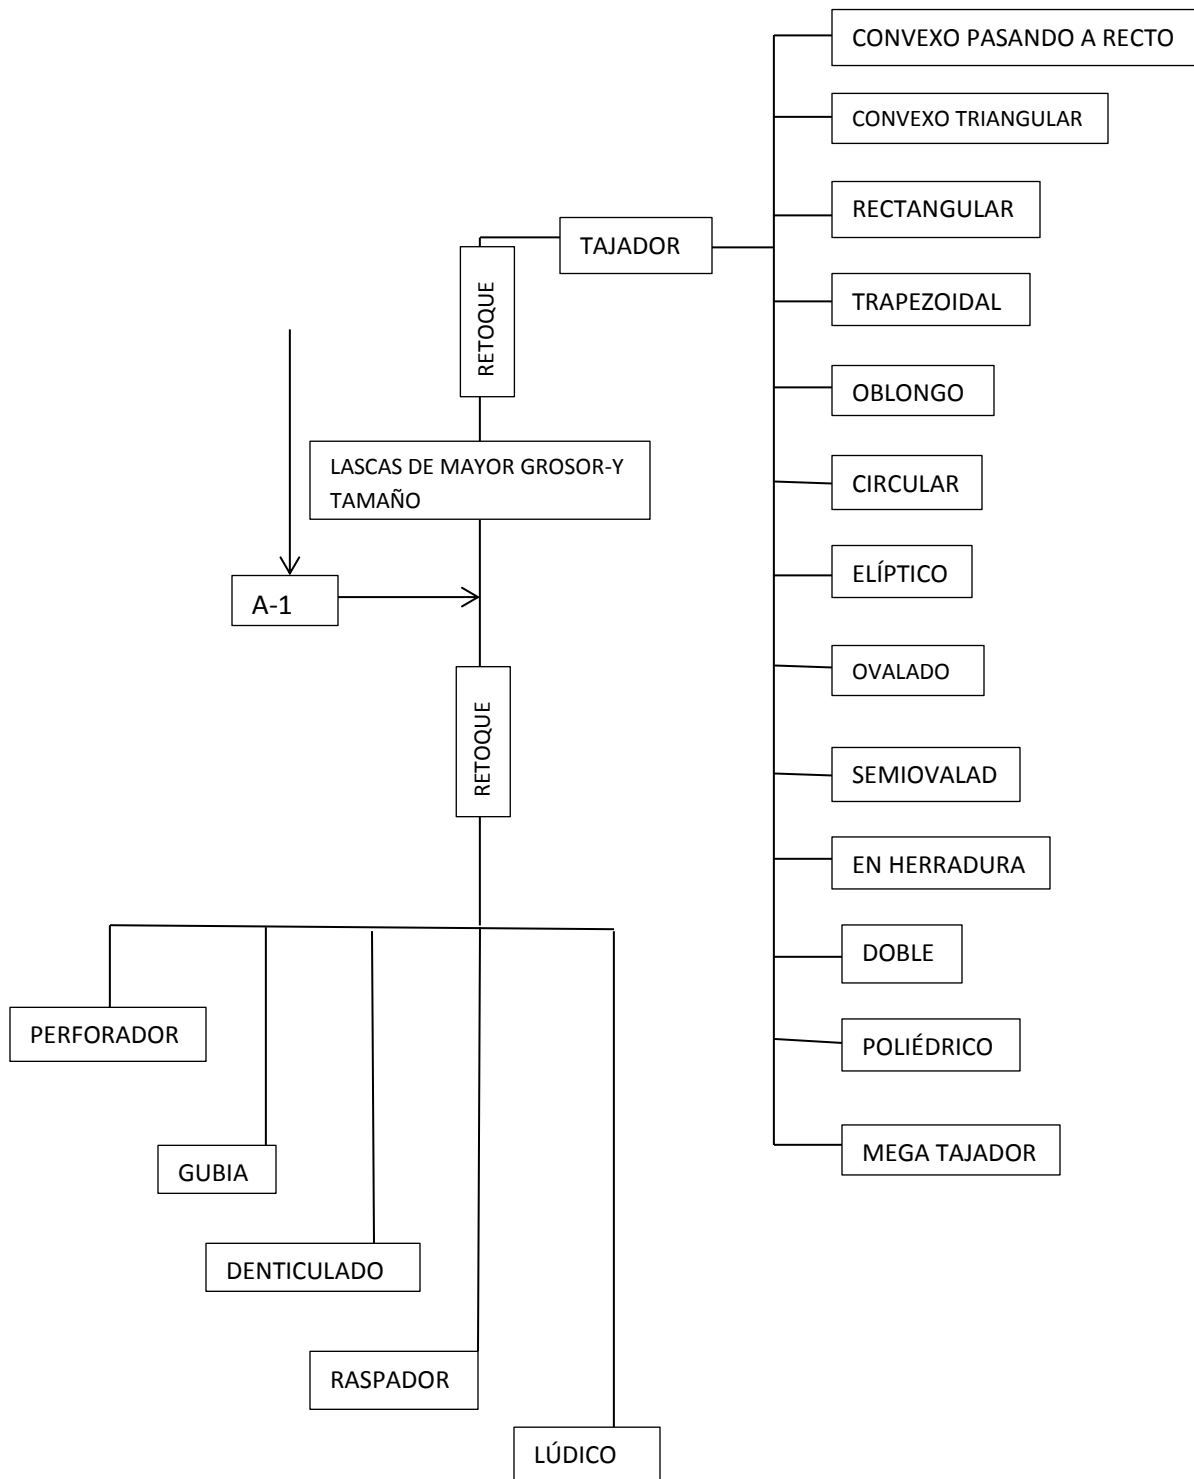 CONVEXO PASANDO A RECTO
CONVEXO TRIANGULAR
RECTANGULAR
TAJADOR
RETOQUE
TRAPEZOIDAL
OBLONGO
LASCAS DE MAYOR GROSOR-Y
TAMAÑO
CIRCULAR
ELÍPTICO
A-1
OVALADO
RETOQUE
SEMIOVALAD
EN HERRADURA
DOBLE
PERFORADOR
POLIÉDRICO
MEGA TAJADOR
GUBIA
DENTICULADO
RASPADOR
LÚDICO